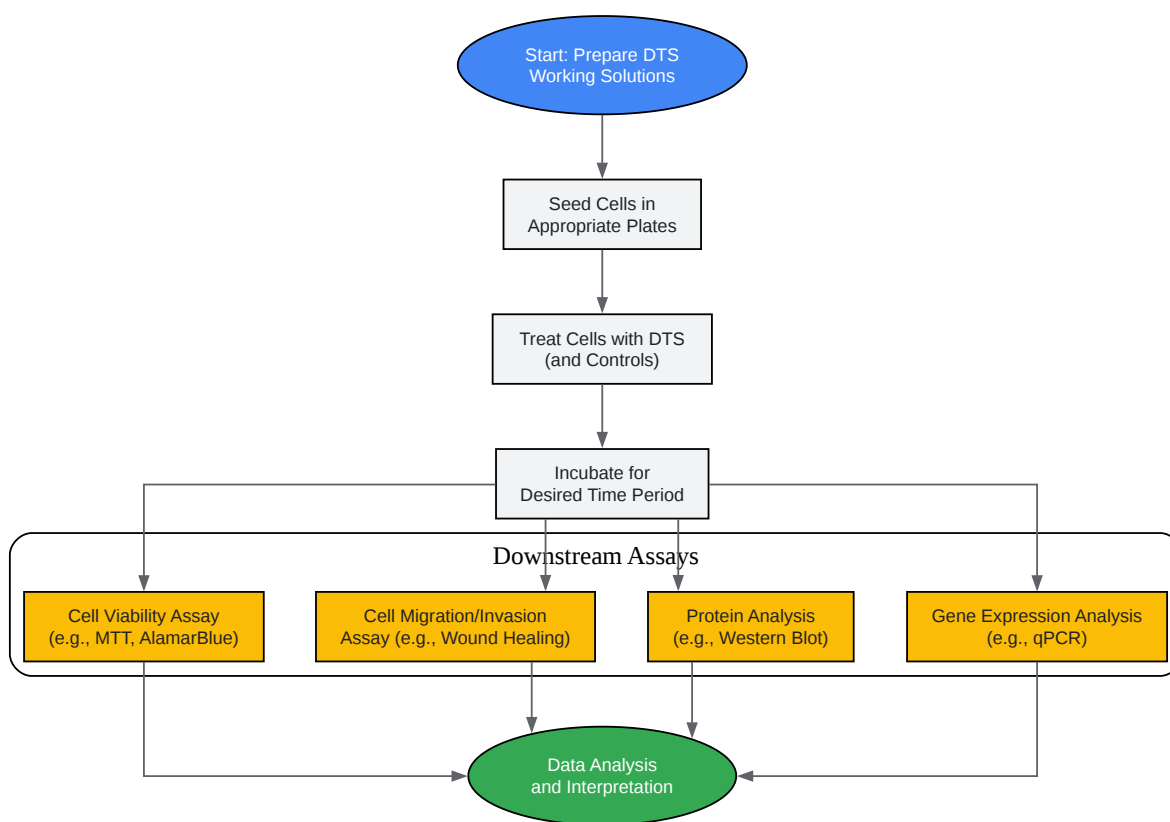 Start: Prepare DTS
Working Solutions
Seed Cells in
Appropriate Plates
Treat Cells with DTS
(and Controls)
Incubate for
Desired Time Period
Downstream Assays
Cell Viability Assay
(e.g., MTT, AlamarBlue)
Cell Migration/Invasion
Assay (e.g., Wound Healing)
Protein Analysis
(e.g., Western Blot)
Gene Expression Analysis
(e.g., qPCR)
Data Analysis
and Interpretation